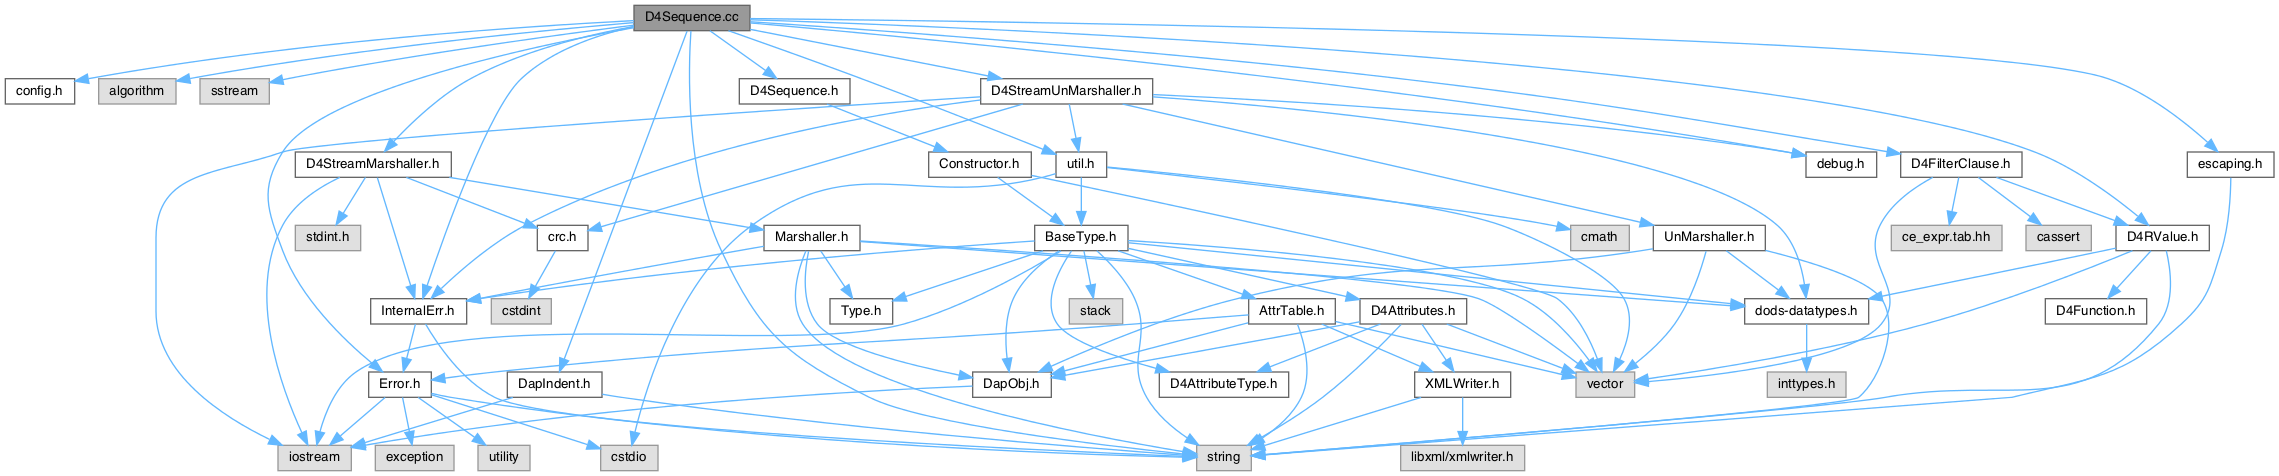 D4Sequence.cc
config.h
algorithm
sstream
D4Sequence.h
D4StreamUnMarshaller.h
D4StreamMarshaller.h
Constructor.h
util.h
debug.h
D4FilterClause.h
escaping.h
stdint.h
crc.h
Marshaller.h
BaseType.h
cmath
UnMarshaller.h
ce_expr.tab.hh
cassert
D4RValue.h
InternalErr.h
cstdint
Type.h
stack
AttrTable.h
D4Attributes.h
dods-datatypes.h
D4Function.h
Error.h
DapIndent.h
DapObj.h
D4AttributeType.h
XMLWriter.h
vector
inttypes.h
iostream
exception
utility
cstdio
string
libxml/xmlwriter.h